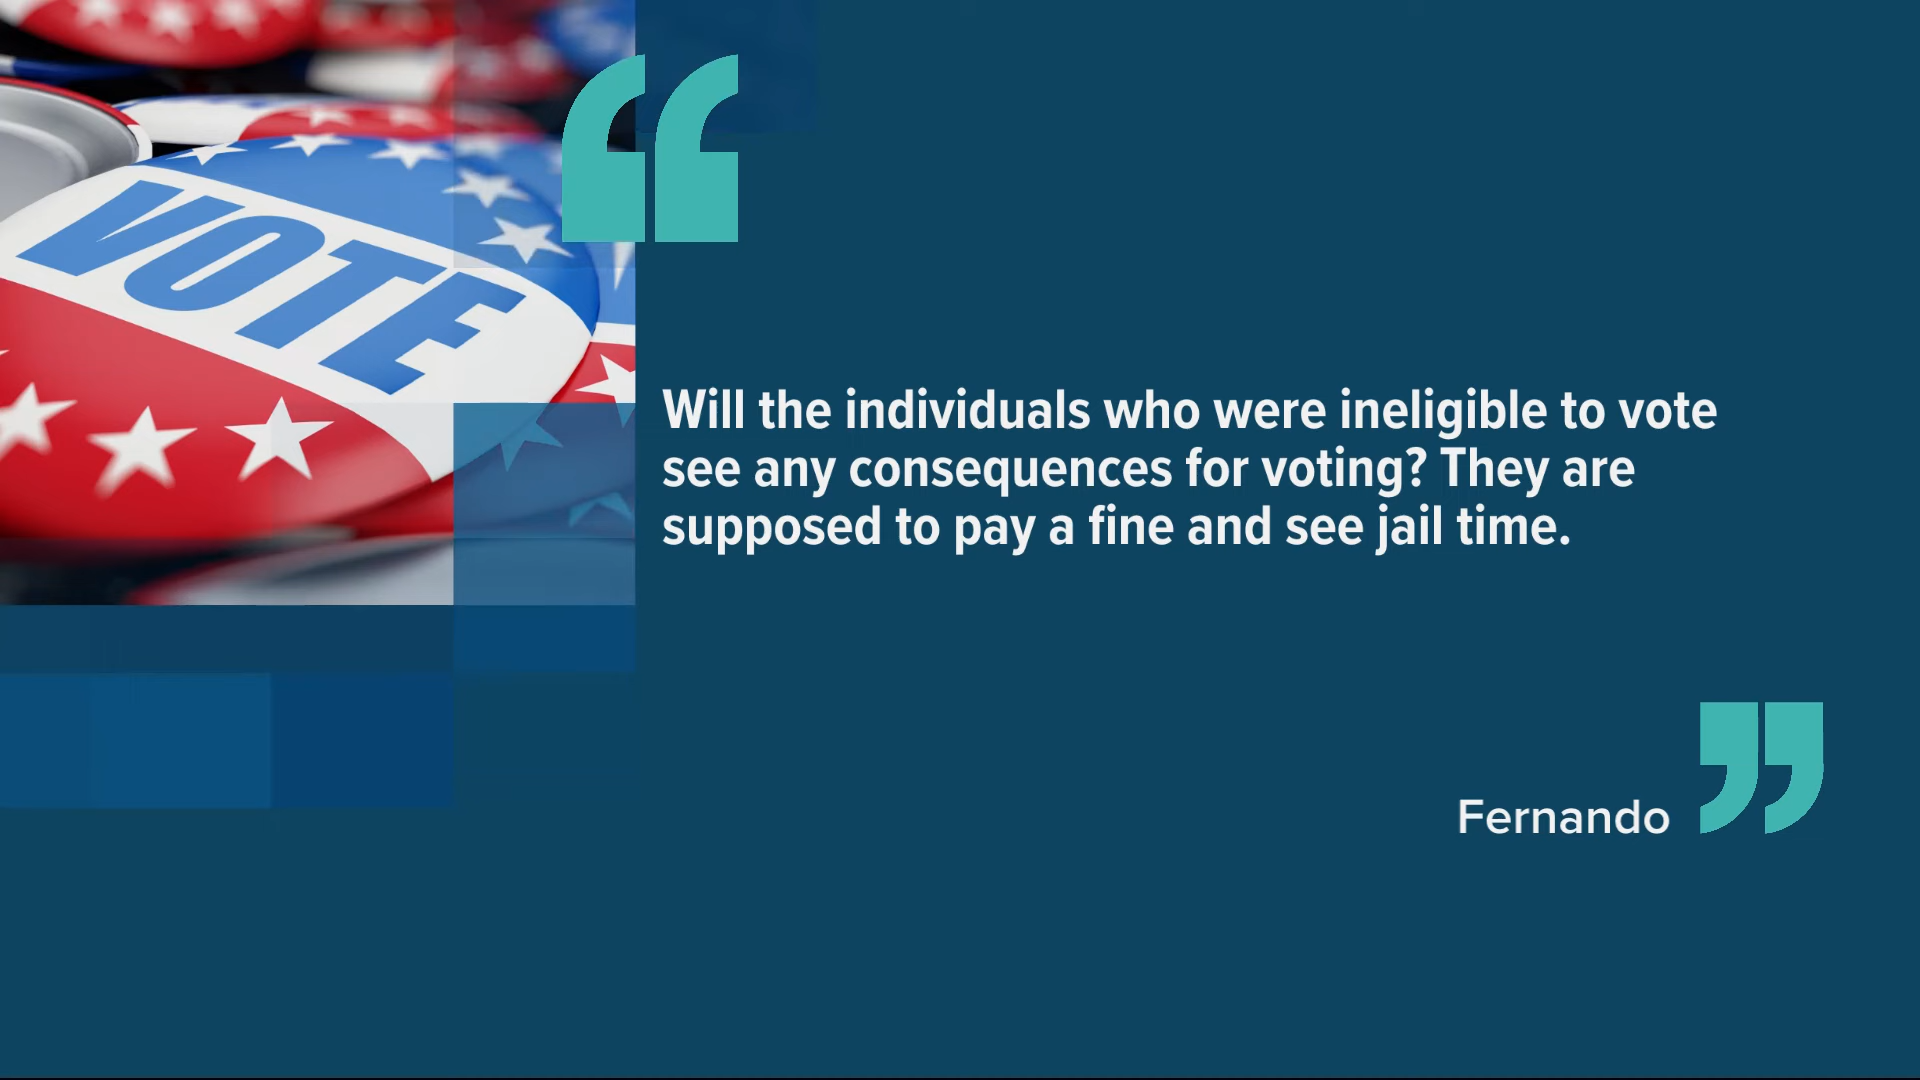 VOTE
“
Will the individuals who were ineligible to vote
see any consequences for voting? They are
supposed to pay a fine and see jail time.
Fernando ”